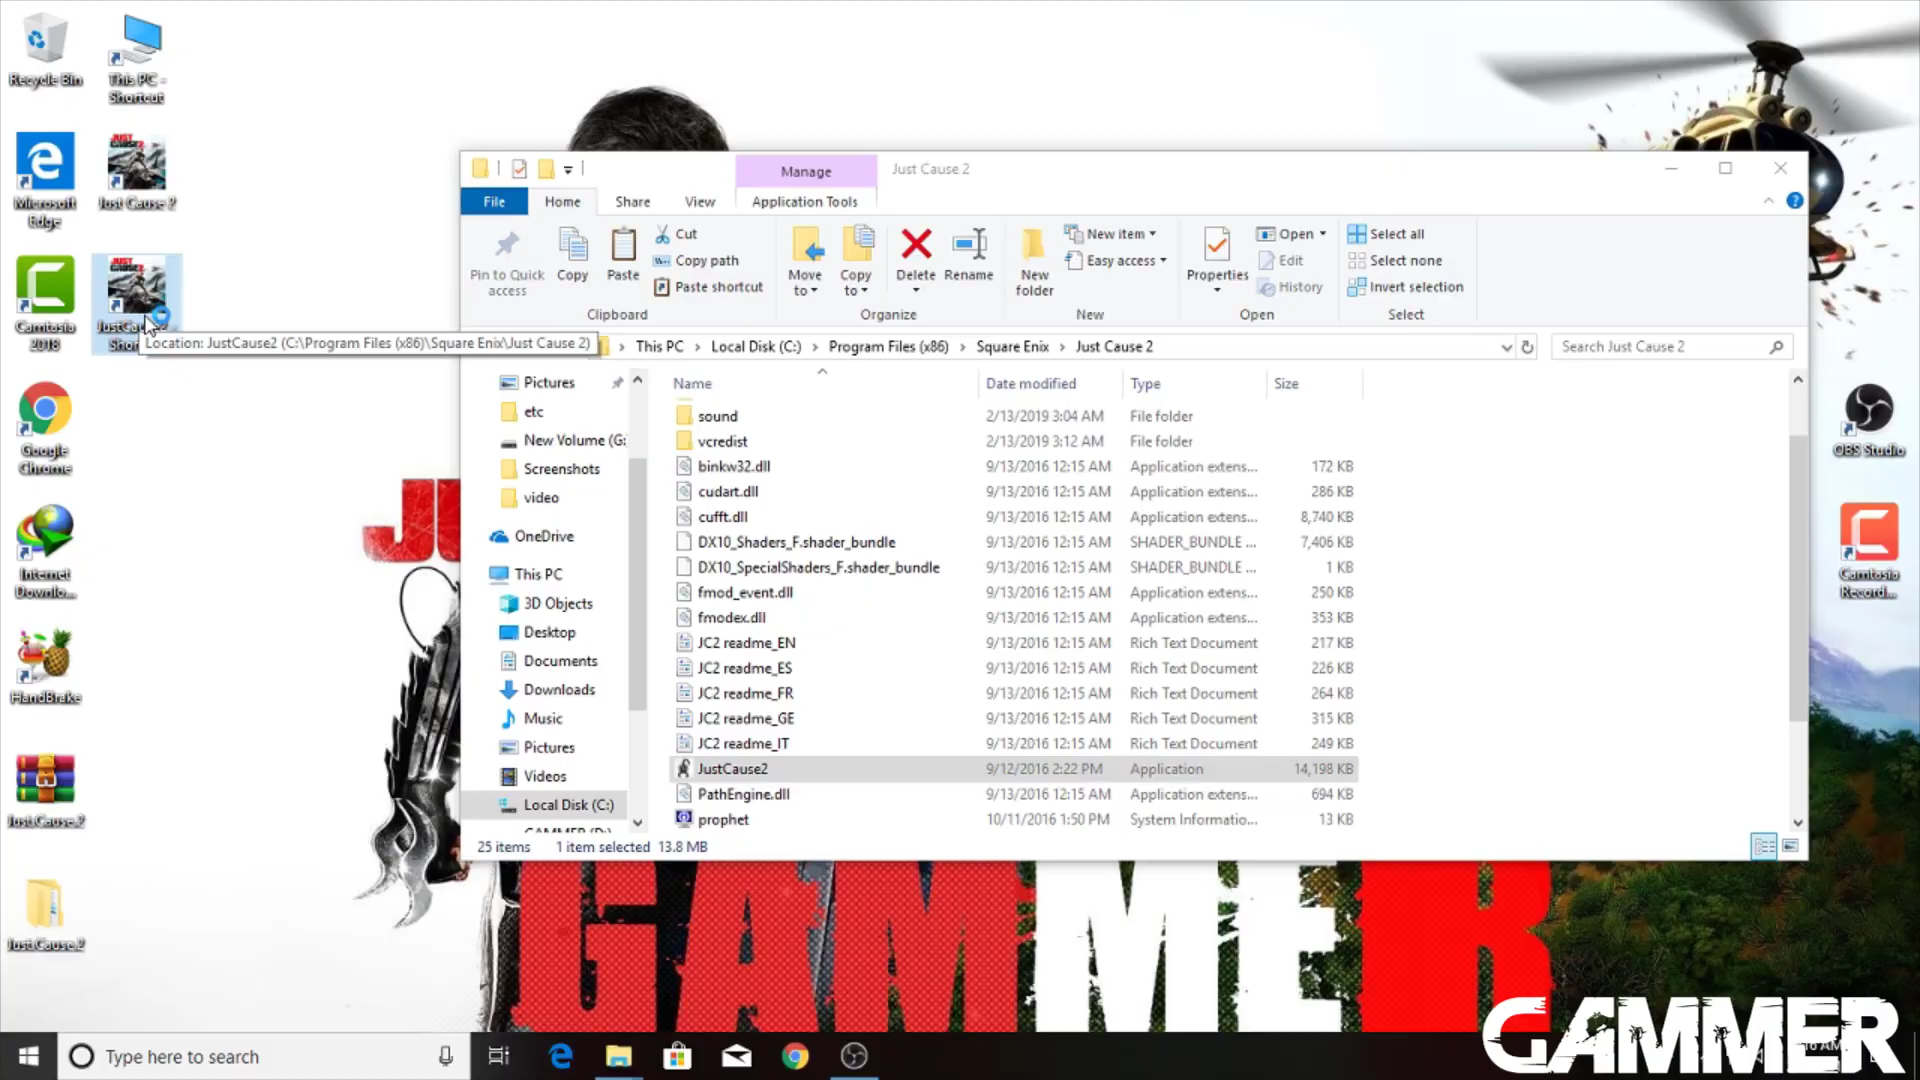 Recycle Bin
This PC -
Shortcut
Microsoft
Edge
Just Cause 2
Camtasia
2018
Google
Chrome
Internet
Downlo...
HandBrake
Just.Cause.2
Just.Cause.2
OBS Studio
Camtasia
Record...
Manage
Just Cause 2
File
Home
Share
View
Application Tools
Pin to Quick
access
Copy
Paste
Cut
Copy path
Paste shortcut
Clipboard
Move
to
Copy
to
Delete
Rename
Organize
New
folder
New item
Easy access
New
Properties
Open
Edit
History
Open
Select all
Select none
Invert selection
Select
Location: JustCause2 (C:\Program Files (x86)\Square Enix\Just Cause 2)
This PC > Local Disk (C:) > Program Files (x86) > Square Enix > Just Cause 2
Search Just Cause 2
Pictures
etc
New Volume (G:
Screenshots
video
OneDrive
This PC
3D Objects
Desktop
Documents
Downloads
Music
Pictures
Videos
Local Disk (C:)
GAMMER (D:)
Name Date modified Type Size
sound 2/13/2019 3:04 AM File folder
vcredist 2/13/2019 3:12 AM File folder
binkw32.dll 9/13/2016 12:15 AM Application extens... 172 KB
cudart.dll 9/13/2016 12:15 AM Application extens... 286 KB
cufft.dll 9/13/2016 12:15 AM Application extens... 8,740 KB
DX10_Shaders_F.shader_bundle 9/13/2016 12:15 AM SHADER_BUNDLE ... 7,406 KB
DX10_SpecialShaders_F.shader_bundle 9/13/2016 12:15 AM SHADER_BUNDLE ... 1 KB
fmod_event.dll 9/13/2016 12:15 AM Application extens... 250 KB
fmodex.dll 9/13/2016 12:15 AM Application extens... 353 KB
JC2 readme_EN 9/13/2016 12:15 AM Rich Text Document 217 KB
JC2 readme_ES 9/13/2016 12:15 AM Rich Text Document 226 KB
JC2 readme_FR 9/13/2016 12:15 AM Rich Text Document 264 KB
JC2 readme_GE 9/13/2016 12:15 AM Rich Text Document 315 KB
JC2 readme_IT 9/13/2016 12:15 AM Rich Text Document 249 KB
JustCause2 9/12/2016 2:22 PM Application 14,198 KB
PathEngine.dll 9/13/2016 12:15 AM Application extens... 694 KB
prophet 10/11/2016 1:50 PM System Informatio... 13 KB
25 items 1 item selected 13.8 MB
GAMMER
Type here to search
GAMMER